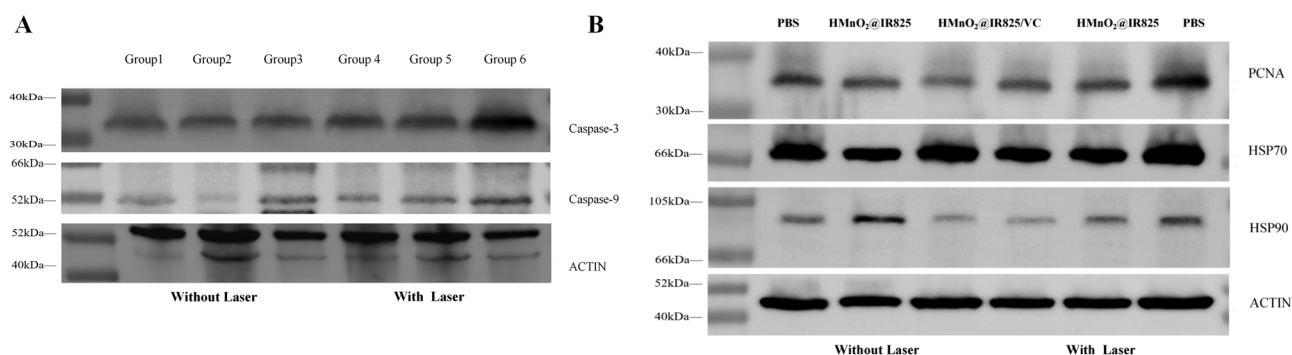 A
Group1 Group2 Group3 Group 4 Group 5 Group 6
40kDa
30kDa
Caspase-3
66kDa
52kDa
Caspase-9
52kDa
40kDa
ACTIN
Without Laser With Laser
B
PBS HMnO₂@IR825 HMnO₂@IR825/VC HMnO₂@IR825 PBS
40kDa
PCNA
30kDa
66kDa
HSP70
105kDa
HSP90
66kDa
52kDa
ACTIN
40kDa
Without Laser With Laser